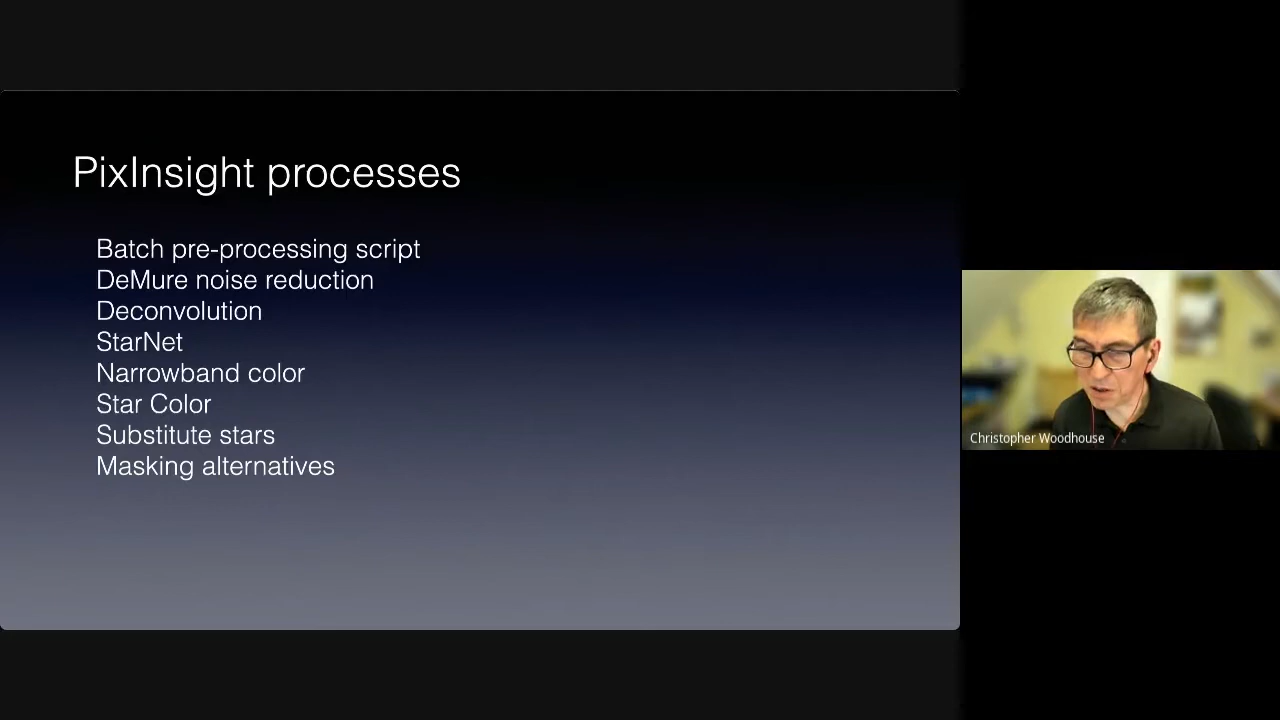 PixInsight processes
Batch pre-processing script
DeMure noise reduction
Deconvolution
StarNet
Narrowband color
Star Color
Substitute stars
Masking alternatives
Christopher Woodhouse